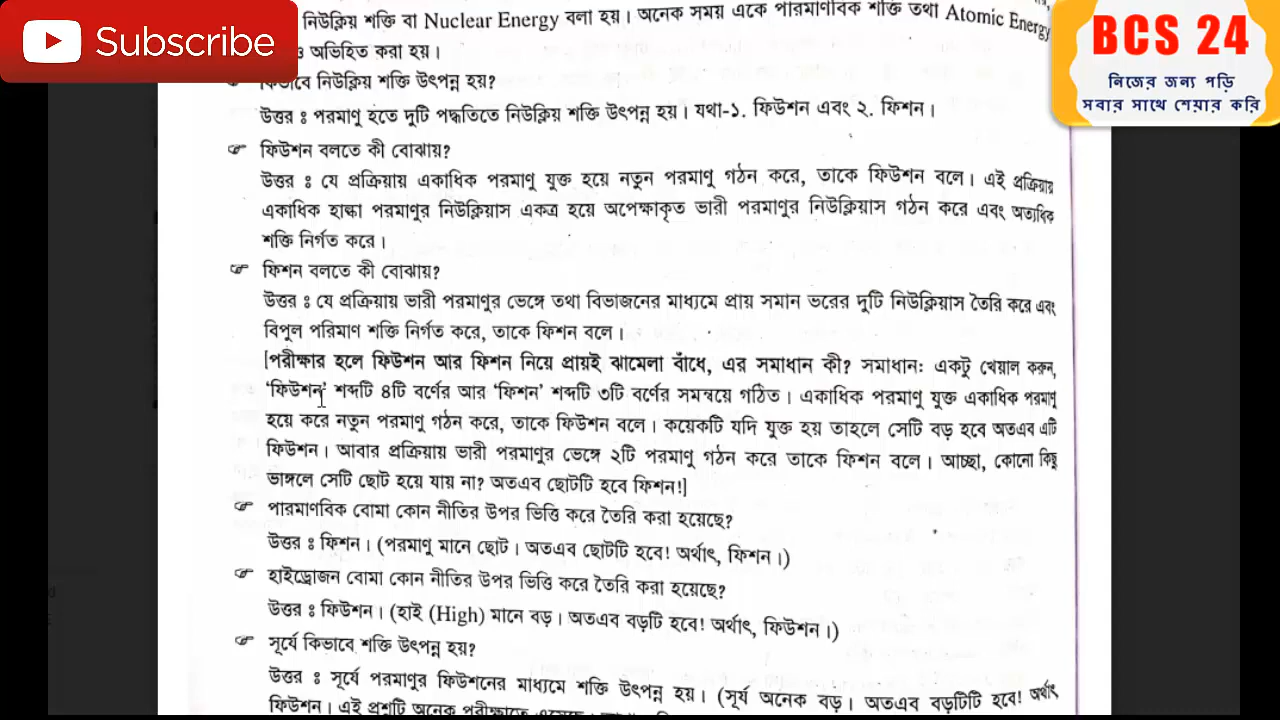 Subscribe
BCS 24
নিজের জন্য পড়ি
সবার সাথে শেয়ার করি
নিউক্লিয় শক্তি বা Nuclear Energy বলা হয়। অনেক সময় একে পারমাণবিক শক্তি তথা Atomic Energy
ও অভিহিত করা হয়।
কিভাবে নিউক্লিয় শক্তি উৎপন্ন হয়?
উত্তর ঃ পরমাণু হতে দুটি পদ্ধতিতে নিউক্লিয় শক্তি উৎপন্ন হয়। যথা-১. ফিউশন এবং ২. ফিশন।
☞ ফিউশন বলতে কী বোঝায়?
উত্তর ঃ যে প্রক্রিয়ায় একাধিক পরমাণু যুক্ত হয়ে নতুন পরমাণু গঠন করে, তাকে ফিউশন বলে। এই প্রক্রিয়ায়
একাধিক হাল্কা পরমাণুর নিউক্লিয়াস একত্র হয়ে অপেক্ষাকৃত ভারী পরমাণুর নিউক্লিয়াস গঠন করে এবং অত্যধিক
শক্তি নির্গত করে।
☞ ফিশন বলতে কী বোঝায়?
উত্তর ঃ যে প্রক্রিয়ায় ভারী পরমাণুর ভেঙ্গে তথা বিভাজনের মাধ্যমে প্রায় সমান ভরের দুটি নিউক্লিয়াস তৈরি করে এবং
বিপুল পরিমাণ শক্তি নির্গত করে, তাকে ফিশন বলে।
[পরীক্ষার হলে ফিউশন আর ফিশন নিয়ে প্রায়ই ঝামেলা বাঁধে, এর সমাধান কী? সমাধান: একটু খেয়াল করুন,
‘ফিউশন’ শব্দটি ৪টি বর্ণের আর ‘ফিশন’ শব্দটি ৩টি বর্ণের সমন্বয়ে গঠিত। একাধিক পরমাণু যুক্ত একাধিক পরমাণু
হয়ে করে নতুন পরমাণু গঠন করে, তাকে ফিউশন বলে। কয়েকটি যদি যুক্ত হয় তাহলে সেটি বড় হবে অতএব এটি
ফিউশন। আবার প্রক্রিয়ায় ভারী পরমাণুর ভেঙ্গে ২টি পরমাণু গঠন করে তাকে ফিশন বলে। আচ্ছা, কোনো কিছু
ভাঙ্গলে সেটি ছোট হয়ে যায় না? অতএব ছোটটি হবে ফিশন!]
☞ পারমাণবিক বোমা কোন নীতির উপর ভিত্তি করে তৈরি করা হয়েছে?
উত্তর ঃ ফিশন। (পরমাণু মানে ছোট। অতএব ছোটটি হবে! অর্থাৎ, ফিশন।)
☞ হাইড্রোজন বোমা কোন নীতির উপর ভিত্তি করে তৈরি করা হয়েছে?
উত্তর ঃ ফিউশন। (হাই (High) মানে বড়। অতএব বড়টি হবে! অর্থাৎ, ফিউশন।)
☞ সূর্যে কিভাবে শক্তি উৎপন্ন হয়?
উত্তর ঃ সূর্যে পরমাণুর ফিউশনের মাধ্যমে শক্তি উৎপন্ন হয়। (সূর্য অনেক বড়। অতএব বড়টিটি হবে! অর্থাৎ
ফিউশন। এই প্রশ্নটি অনেক পরীক্ষাতে